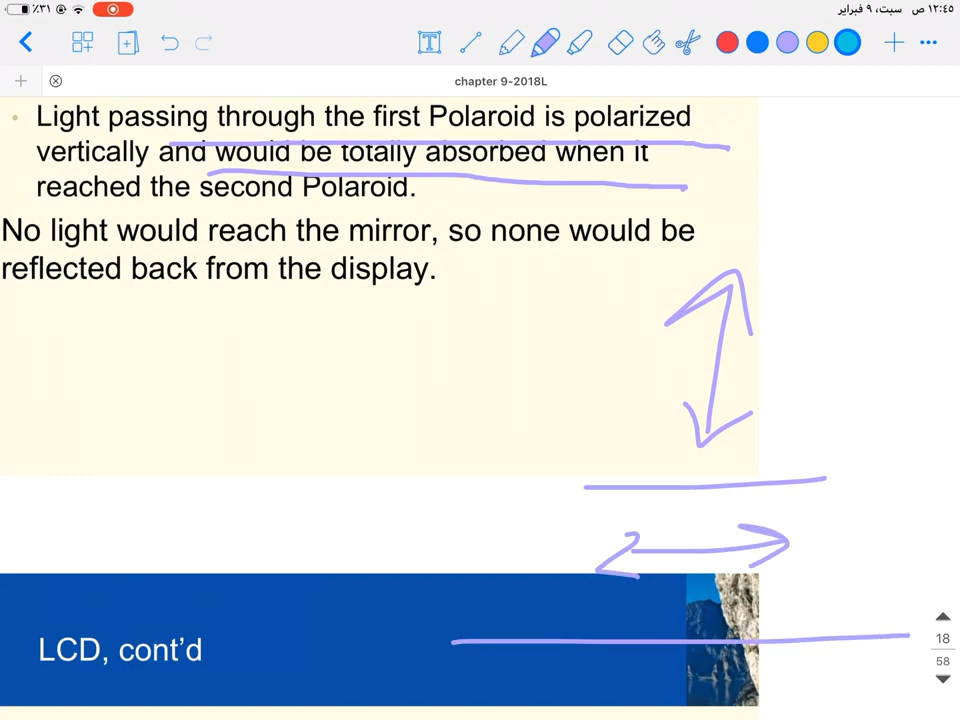 ٪٣١ ١٢:٤٥ ص سبت، ٩ فبراير
T
chapter 9-2018L
• Light passing through the first Polaroid is polarized
vertically and would be totally absorbed when it
reached the second Polaroid.
No light would reach the mirror, so none would be
reflected back from the display.
LCD, cont’d
18
58